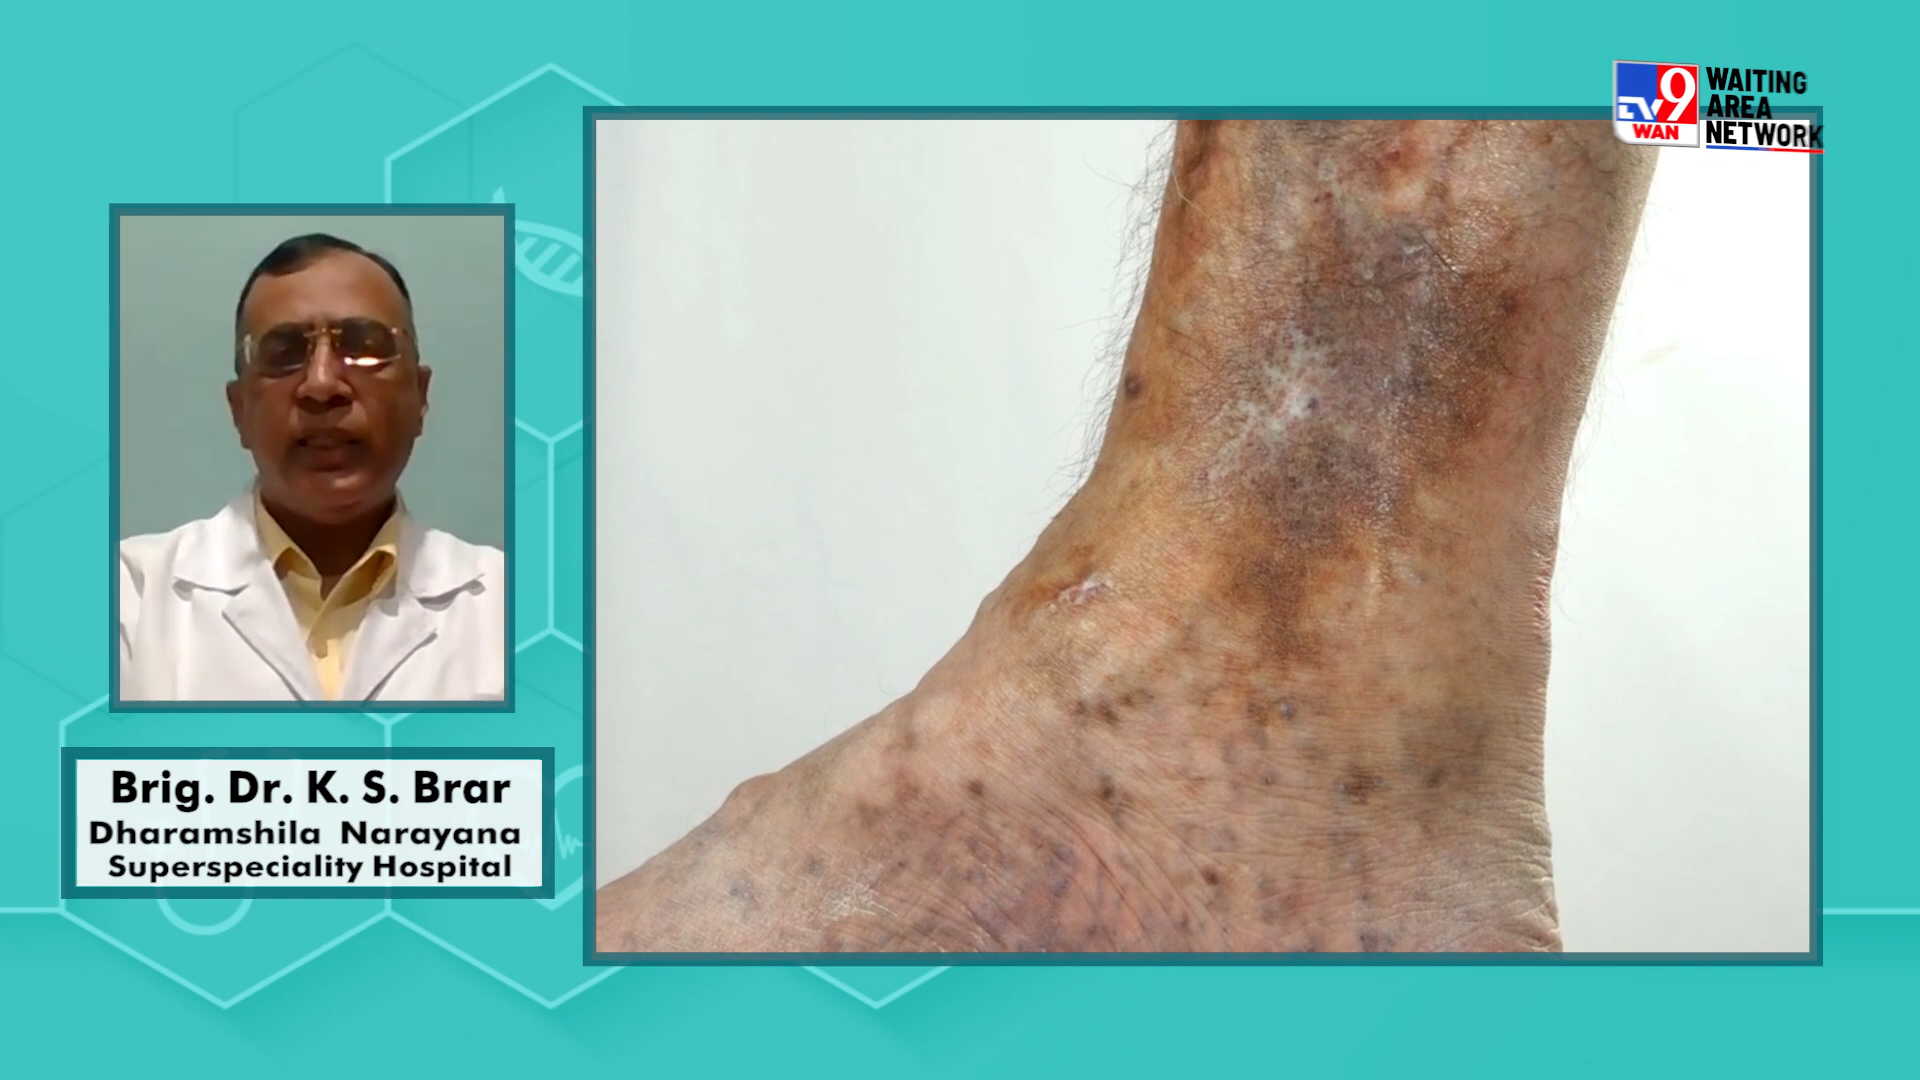 TV9
WAN
WAITING
AREA
NETWORK
Brig. Dr. K. S. Brar
Dharamshila Narayana
Superspeciality Hospital